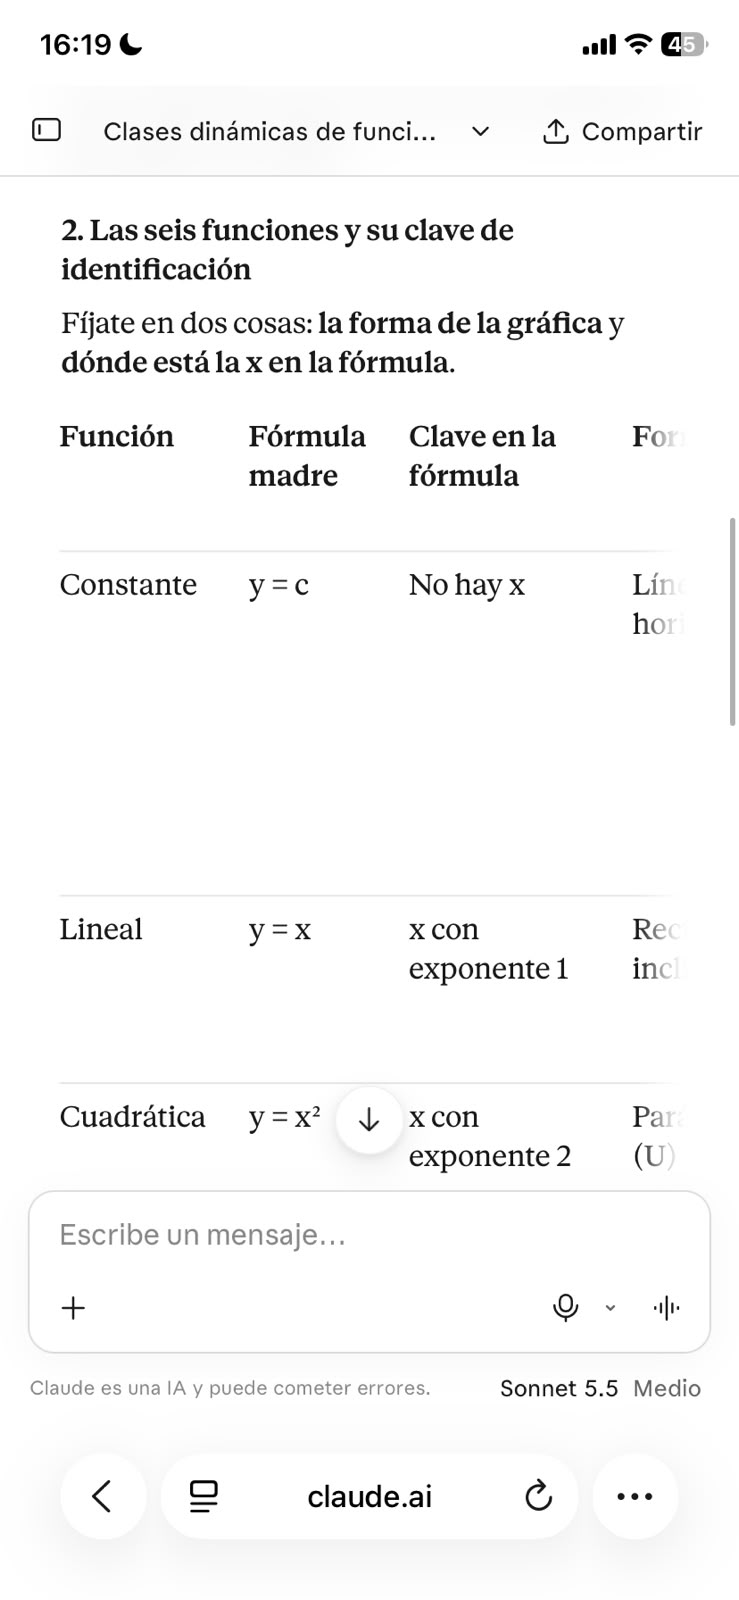 16:19
45
Clases dinámicas de funci...
Compartir
2. Las seis funciones y su clave de
identificación
Fíjate en dos cosas: la forma de la gráfica y
dónde está la x en la fórmula.
Función Fórmula Clave en la
madre fórmula
Constante y = c No hay x
Lineal y = x x con
exponente 1
Cuadrática y = x² x con
exponente 2 (U)
Escribe un mensaje...
Claude es una IA y puede cometer errores. Sonnet 5.5 Medio
claude.ai